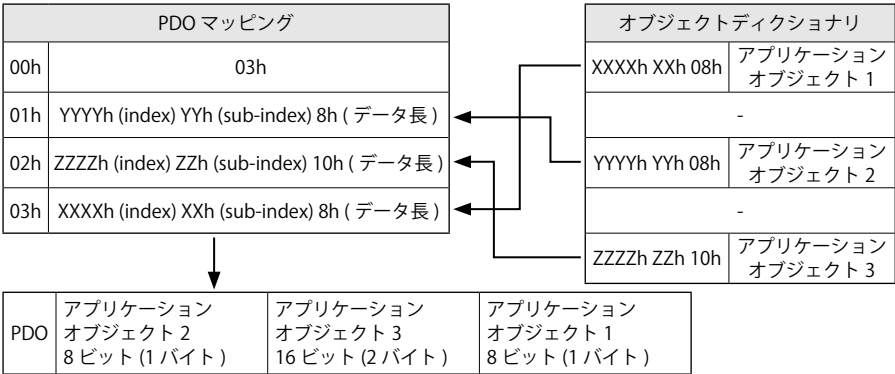 PDO マッピング
00h 03h
01h YYYYh (index) YYh (sub-index) 8h ( データ長 )
02h ZZZZh (index) ZZh (sub-index) 10h ( データ長 )
03h XXXXh (index) XXh (sub-index) 8h ( データ長 )
オブジェクトディクショナリ
XXXXh XXh 08h アプリケーション
オブジェクト 1
-
YYYYh YYh 08h アプリケーション
オブジェクト 2
-
ZZZZh ZZh 10h アプリケーション
オブジェクト 3
PDO
アプリケーション
オブジェクト 2
8 ビット (1 バイト )
アプリケーション
オブジェクト 3
16 ビット (2 バイト )
アプリケーション
オブジェクト 1
8 ビット (1 バイト )